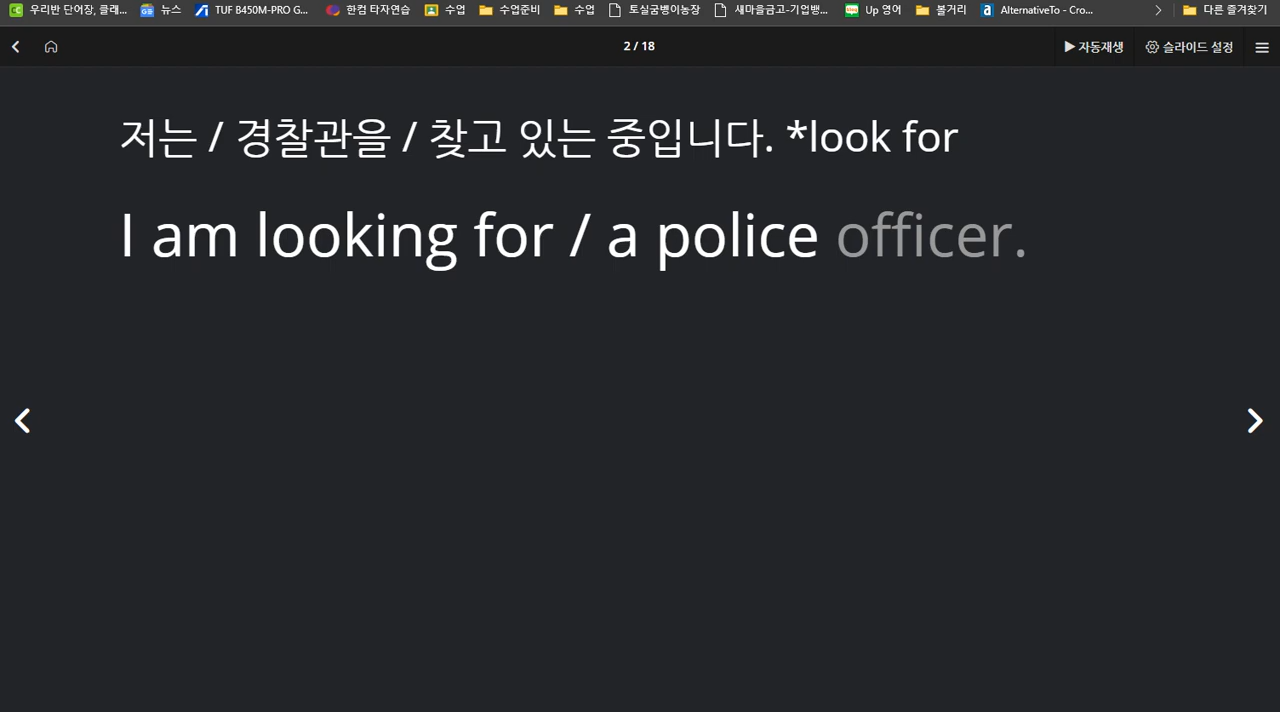 우리반 단어장, 클래... 뉴스 TUF B450M-PRO G... 한컴 타자연습 수업 수업준비 수업 토실굼벵이농장 새마을금고-기업뱅... Up 영어 볼거리 AlternativeTo - Cro... 다른 즐겨찾기
2 / 18 자동재생 슬라이드 설정
저는 / 경찰관을 / 찾고 있는 중입니다. *look for
I am looking for / a police officer.